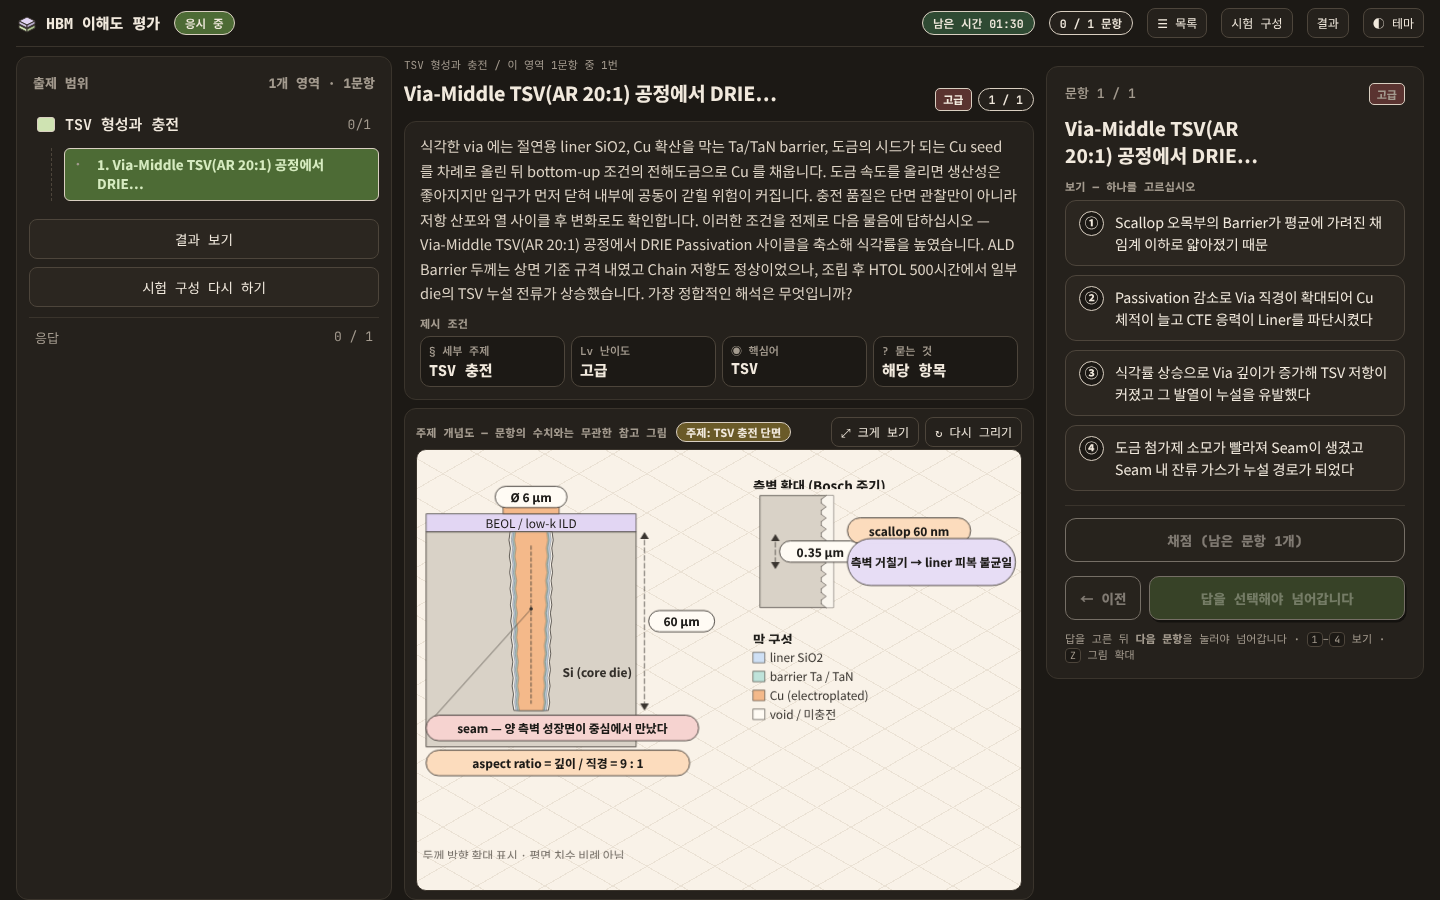 HBM 이해도 평가
응시 중
남은 시간 01:30
0 / 1 문항
☰ 목록
시험 구성
결과
◐ 테마
출제 범위
1개 영역 · 1문항
TSV 형성과 충전
0/1
1. Via-Middle TSV(AR 20:1) 공정에서
DRIE…
결과 보기
시험 구성 다시 하기
응답
0 / 1
TSV 형성과 충전 / 이 영역 1문항 중 1번
Via-Middle TSV(AR 20:1) 공정에서 DRIE…
고급
1 / 1
식각한 via 에는 절연용 liner SiO2, Cu 확산을 막는 Ta/TaN barrier, 도금의 시드가 되는 Cu seed
를 차례로 올린 뒤 bottom-up 조건의 전해도금으로 Cu 를 채웁니다. 도금 속도를 올리면 생산성은
좋아지지만 입구가 먼저 닫혀 내부에 공동이 갇힐 위험이 커집니다. 충전 품질은 단면 관찰만이 아니라
저항 산포와 열 사이클 후 변화로도 확인합니다. 이러한 조건을 전제로 다음 물음에 답하십시오 —
Via-Middle TSV(AR 20:1) 공정에서 DRIE Passivation 사이클을 축소해 식각률을 높였습니다. ALD
Barrier 두께는 상면 기준 규격 내였고 Chain 저항도 정상이었으나, 조립 후 HTOL 500시간에서 일부
die의 TSV 누설 전류가 상승했습니다. 가장 정합적인 해석은 무엇입니까?
제시 조건
§ 세부 주제
TSV 충전
Lv 난이도
고급
◉ 핵심어
TSV
? 묻는 것
해당 항목
주제 개념도 — 문항의 수치와는 무관한 참고 그림
주제: TSV 충전 단면
⤢ 크게 보기
↻ 다시 그리기
Ø 6 µm
BEOL / low-k ILD
60 µm
Si (core die)
seam — 양 측벽 성장면이 중심에서 만났다
aspect ratio = 깊이 / 직경 = 9 : 1
측벽 확대 (Bosch 주기)
scallop 60 nm
0.35 µm
측벽 거칠기 → liner 피복 불균일
막 구성
liner SiO2
barrier Ta / TaN
Cu (electroplated)
void / 미충전
두께 방향 확대 표시 · 평면 치수 비례 아님
문항 1 / 1
고급
Via-Middle TSV(AR
20:1) 공정에서 DRIE…
보기 — 하나를 고르십시오
① Scallop 오목부의 Barrier가 평균에 가려진 채
임계 이하로 얇아졌기 때문
② Passivation 감소로 Via 직경이 확대되어 Cu
체적이 늘고 CTE 응력이 Liner를 파단시켰다
③ 식각률 상승으로 Via 깊이가 증가해 TSV 저항이
커졌고 그 발열이 누설을 유발했다
④ 도금 첨가제 소모가 빨라져 Seam이 생겼고
Seam 내 잔류 가스가 누설 경로가 되었다
채점 (남은 문항 1개)
← 이전
답을 선택해야 넘어갑니다
답을 고른 뒤 다음 문항을 눌러야 넘어갑니다 · 1–4 보기 ·
Z 그림 확대